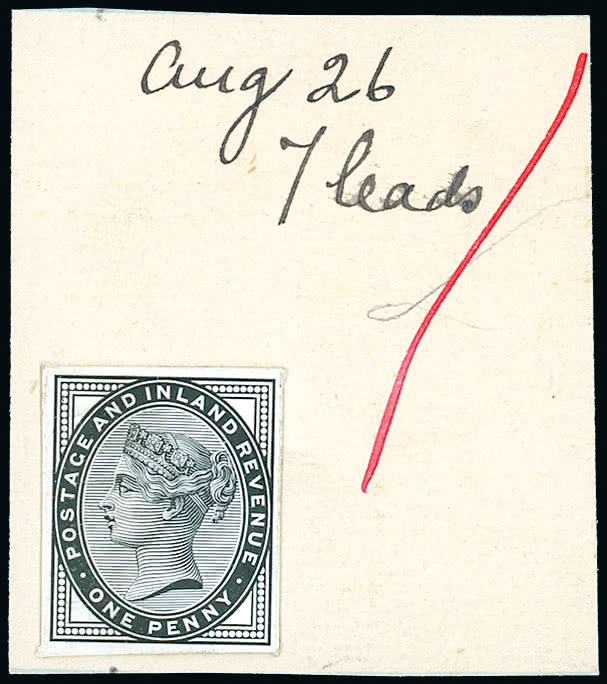 Aug 26
7 leads
POSTAGE AND INLAND REVENUE
· ONE PENNY ·